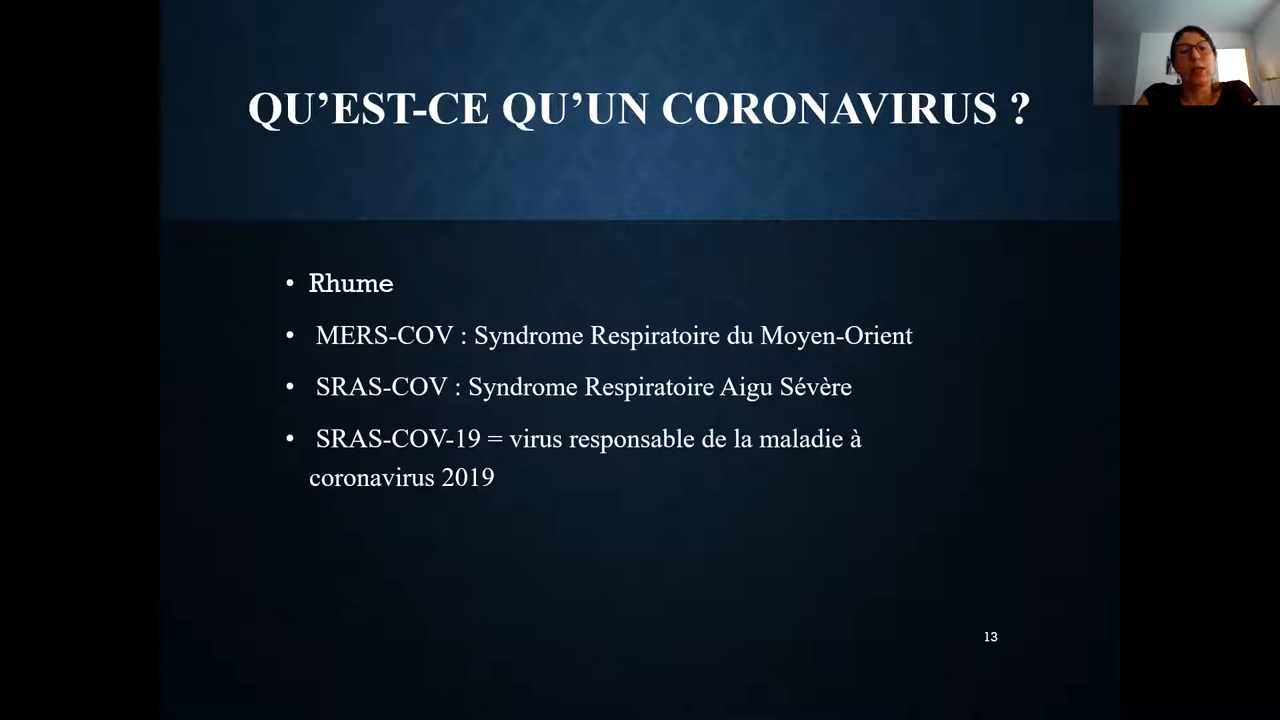 QU’EST-CE QU’UN CORONAVIRUS ?
• Rhume
• MERS-COV : Syndrome Respiratoire du Moyen-Orient
• SRAS-COV : Syndrome Respiratoire Aigu Sévère
• SRAS-COV-19 = virus responsable de la maladie à
coronavirus 2019
13